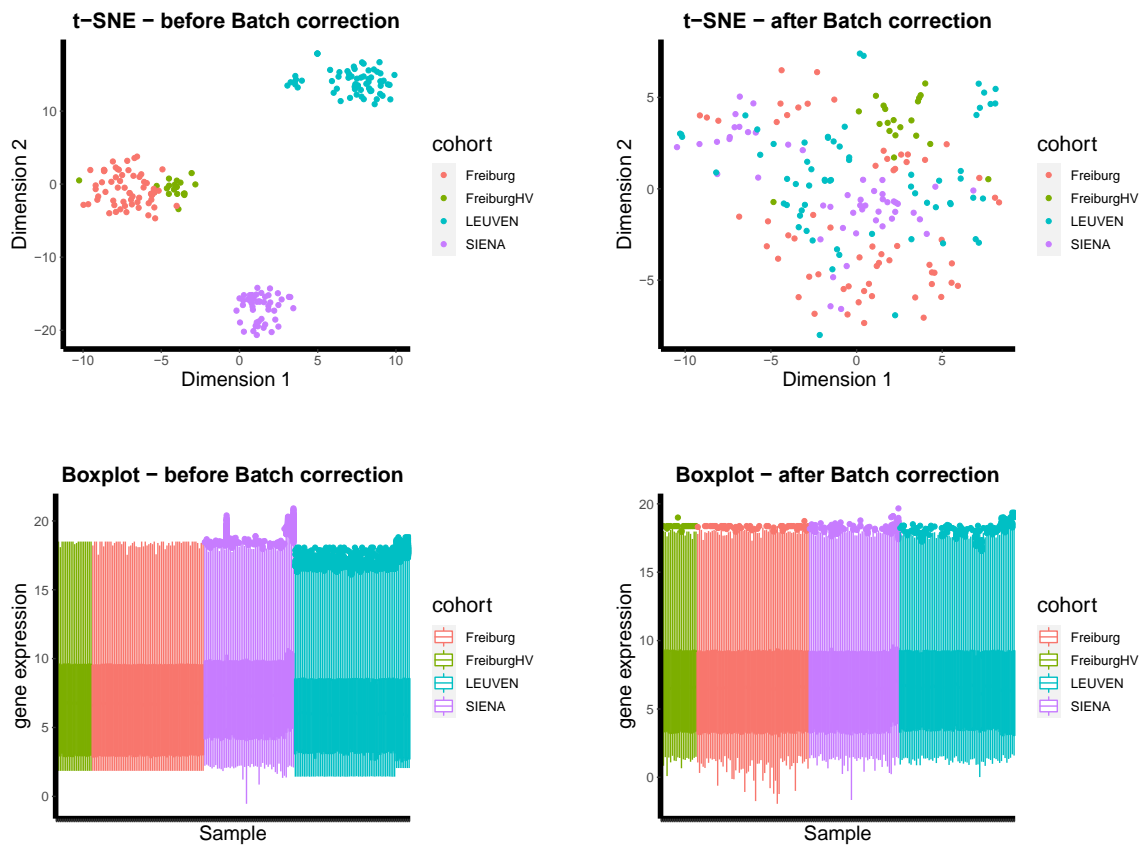 t−SNE − before Batch correction
10
0
−10
−20
Dimension 2
−10
−5
0
5
10
Dimension 1
cohort
Freiburg
FreiburgHV
LEUVEN
SIENA
t−SNE − after Batch correction
5
0
−5
Dimension 2
−10
−5
0
5
Dimension 1
cohort
Freiburg
FreiburgHV
LEUVEN
SIENA
Boxplot − before Batch correction
20
15
10
5
0
gene expression
Sample
cohort
Freiburg
FreiburgHV
LEUVEN
SIENA
Boxplot − after Batch correction
20
15
10
5
0
gene expression
Sample
cohort
Freiburg
FreiburgHV
LEUVEN
SIENA